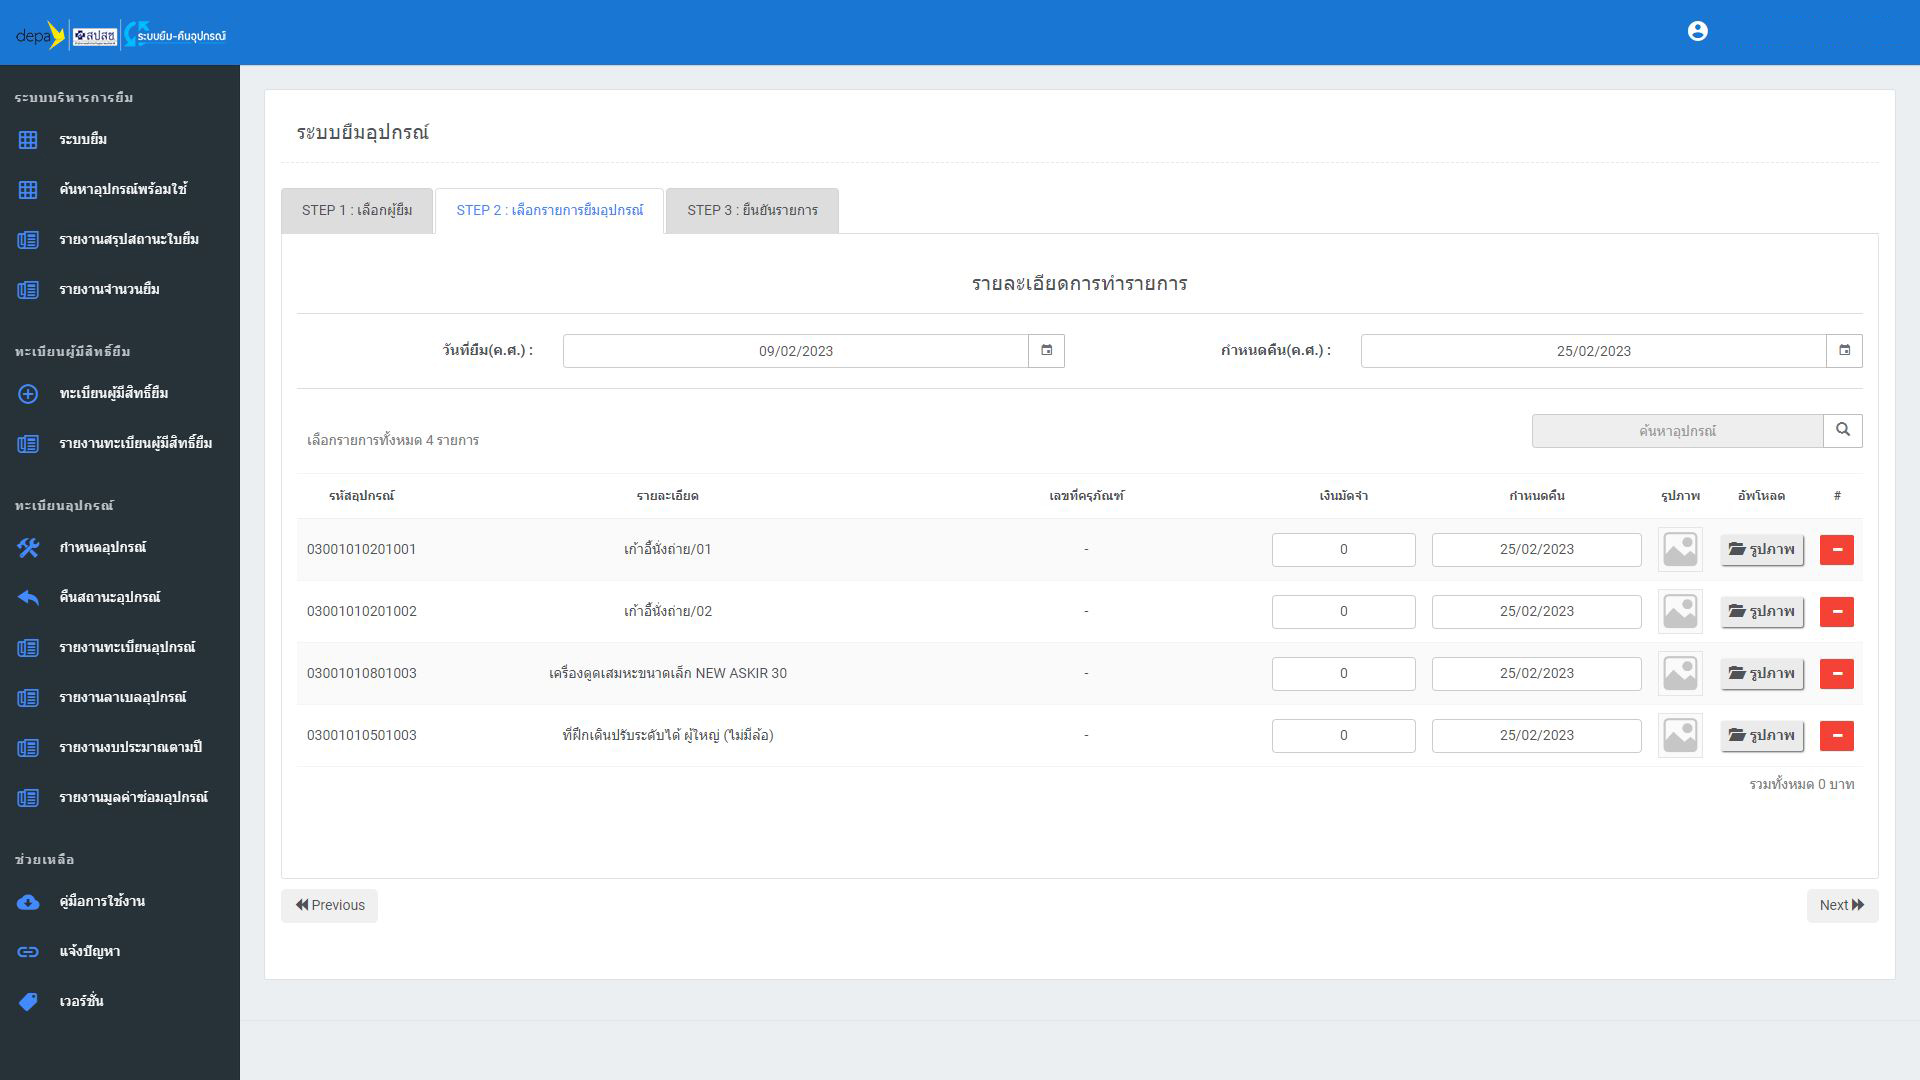 depa สปสช ระบบยืม-คืนอุปกรณ์
ระบบบริหารการยืม
ระบบยืม
ค้นหาอุปกรณ์พร้อมใช้
รายงานสรุปสถานะใบยืม
รายงานจำนวนยืม
ทะเบียนผู้มีสิทธิ์ยืม
ทะเบียนผู้มีสิทธิ์ยืม
รายงานทะเบียนผู้มีสิทธิ์ยืม
ทะเบียนอุปกรณ์
กำหนดอุปกรณ์
คืนสถานะอุปกรณ์
รายงานทะเบียนอุปกรณ์
รายงานลาเบลอุปกรณ์
รายงานงบประมาณตามปี
รายงานมูลค่าซ่อมอุปกรณ์
ช่วยเหลือ
คู่มือการใช้งาน
แจ้งปัญหา
เวอร์ชั่น
ระบบยืมอุปกรณ์
STEP 1 : เลือกผู้ยืม STEP 2 : เลือกรายการยืมอุปกรณ์ STEP 3 : ยืนยันรายการ
รายละเอียดการทำรายการ
วันที่ยืม(ค.ศ.) : 09/02/2023 กำหนดคืน(ค.ศ.) : 25/02/2023
เลือกรายการทั้งหมด 4 รายการ ค้นหาอุปกรณ์
รหัสอุปกรณ์ รายละเอียด เลขที่ครุภัณฑ์ เงินมัดจำ กำหนดคืน รูปภาพ อัพโหลด #
03001010201001 เก้าอี้นั่งถ่าย/01 - 0 25/02/2023 รูปภาพ
03001010201002 เก้าอี้นั่งถ่าย/02 - 0 25/02/2023 รูปภาพ
03001010801003 เครื่องดูดเสมหะขนาดเล็ก NEW ASKIR 30 - 0 25/02/2023 รูปภาพ
03001010501003 ที่ฝึกเดินปรับระดับได้ ผู้ใหญ่ (ไม่มีล้อ) - 0 25/02/2023 รูปภาพ
รวมทั้งหมด 0 บาท
Previous Next